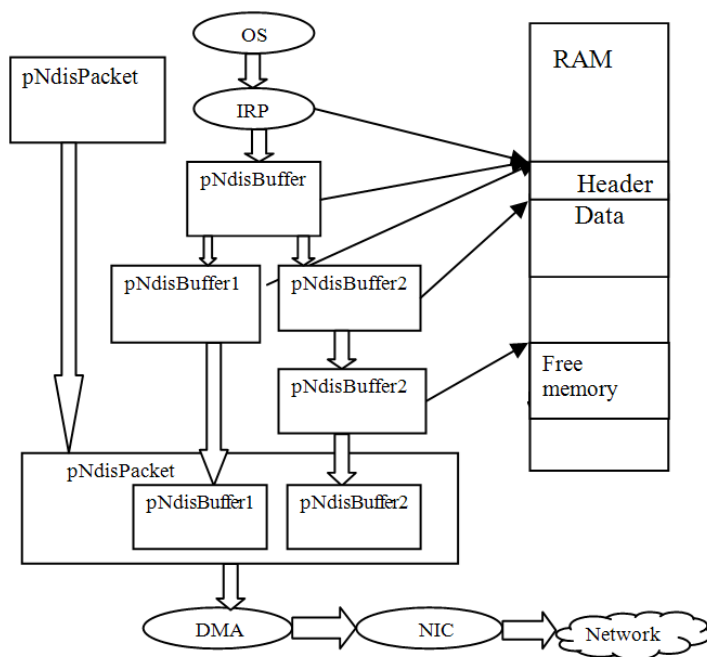 OS
pNdisPacket
IRP
RAM
pNdisBuffer
Header
Data
pNdisBuffer1
pNdisBuffer2
pNdisBuffer2
Free
memory
pNdisPacket
pNdisBuffer1
pNdisBuffer2
DMA
NIC
Network